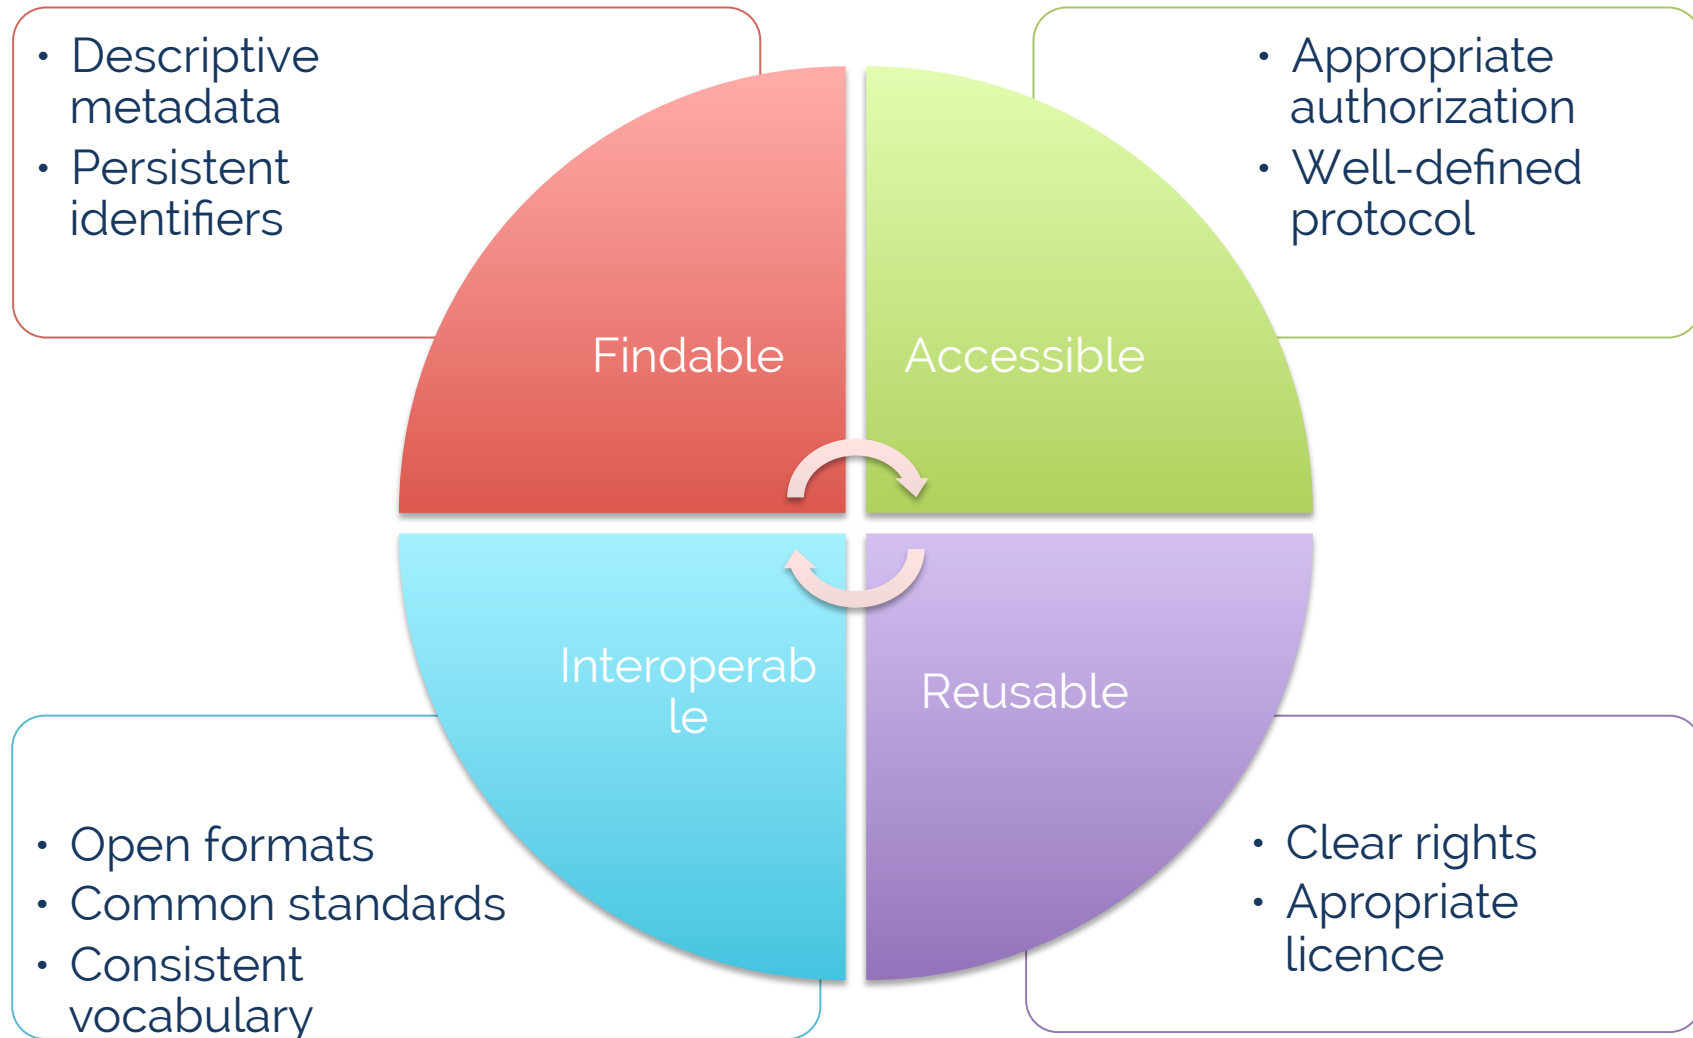 • Descriptive
metadata
• Persistent
identifiers
• Appropriate
authorization
• Well-defined
protocol
Findable
Accessible
Interoperab
le
Reusable
• Open formats
• Common standards
• Consistent
vocabulary
• Clear rights
• Apropriate
licence